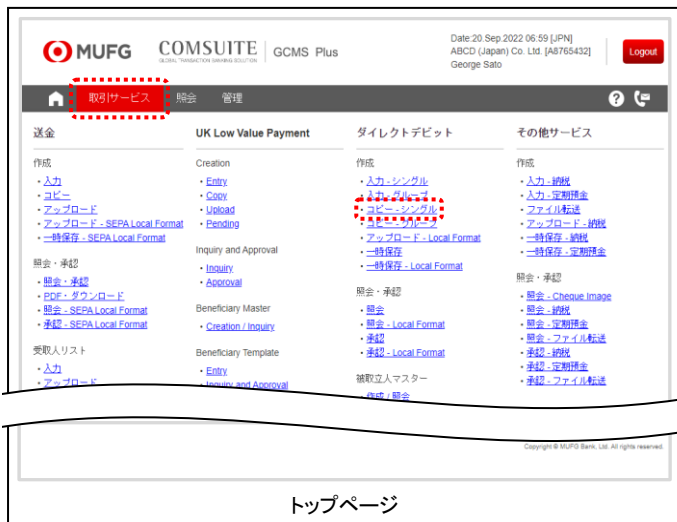 MUFG
COMSUITE GCMS Plus
GLOBAL TRANSACTION BANKING SOLUTION
Date:20 Sep.2022 06:59 [JPN]
ABCD (Japan) Co. Ltd. [A8765432]
George Sato
Logout
取引サービス 照会 管理
送金
作成
・入力
・コピー
・アップロード
・アップロード - SEPA Local Format
・一時保存 - SEPA Local Format
照会・承認
・照会・承認
・PDF・ダウンロード
・照会 - SEPA Local Format
・承認 - SEPA Local Format
受取人リスト
・入力
・アップロード
UK Low Value Payment
Creation
・Entry
・Copy
・Upload
・Pending
Inquiry and Approval
・Inquiry
・Approval
Beneficiary Master
・Creation / Inquiry
Beneficiary Template
・Entry
・Inquiry and Approval
ダイレクトデビット
作成
・入力 - シングル
・入力 - グループ
・コピー - シングル
・コピー - グループ
・アップロード - Local Format
・一時保存
・一時保存 - Local Format
照会・承認
・照会
・照会 - Local Format
・承認
・承認 - Local Format
被取立人マスター
・作成 / 照会
その他サービス
作成
・入力 - 納税
・入力 - 定期預金
・ファイル転送
・アップロード - 納税
・一時保存 - 納税
・一時保存 - 定期預金
照会・承認
・照会 - Cheque Image
・照会 - 納税
・照会 - 定期預金
・照会 - ファイル転送
・承認 - 納税
・承認 - 定期預金
・承認 - ファイル転送
Copyright © MUFG Bank, Ltd. All rights reserved.
トップページ